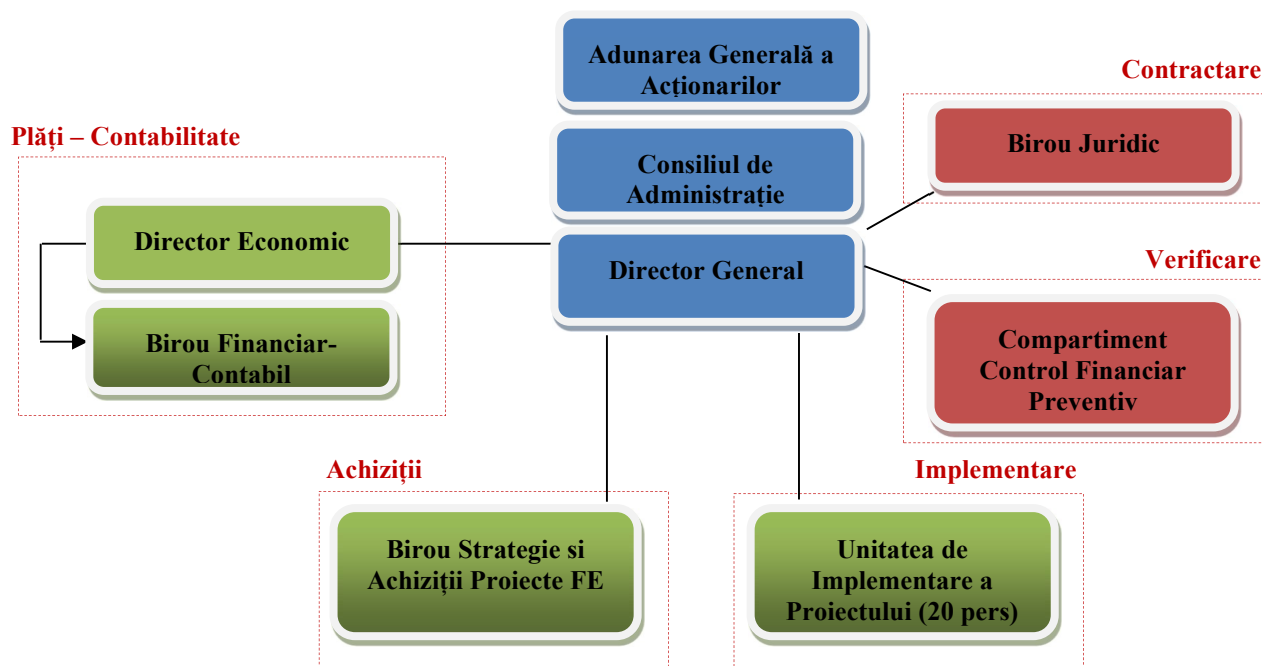 Adunarea Generală a
Acționarilor
Contractare
Birou Juridic
Plăți – Contabilitate
Consiliul de
Administrație
Director Economic
Director General
Verificare
Birou Financiar-
Contabil
Compartiment
Control Financiar
Preventiv
Achiziții
Implementare
Birou Strategie si
Achiziții Proiecte FE
Unitatea de
Implementare a
Proiectului (20 pers)